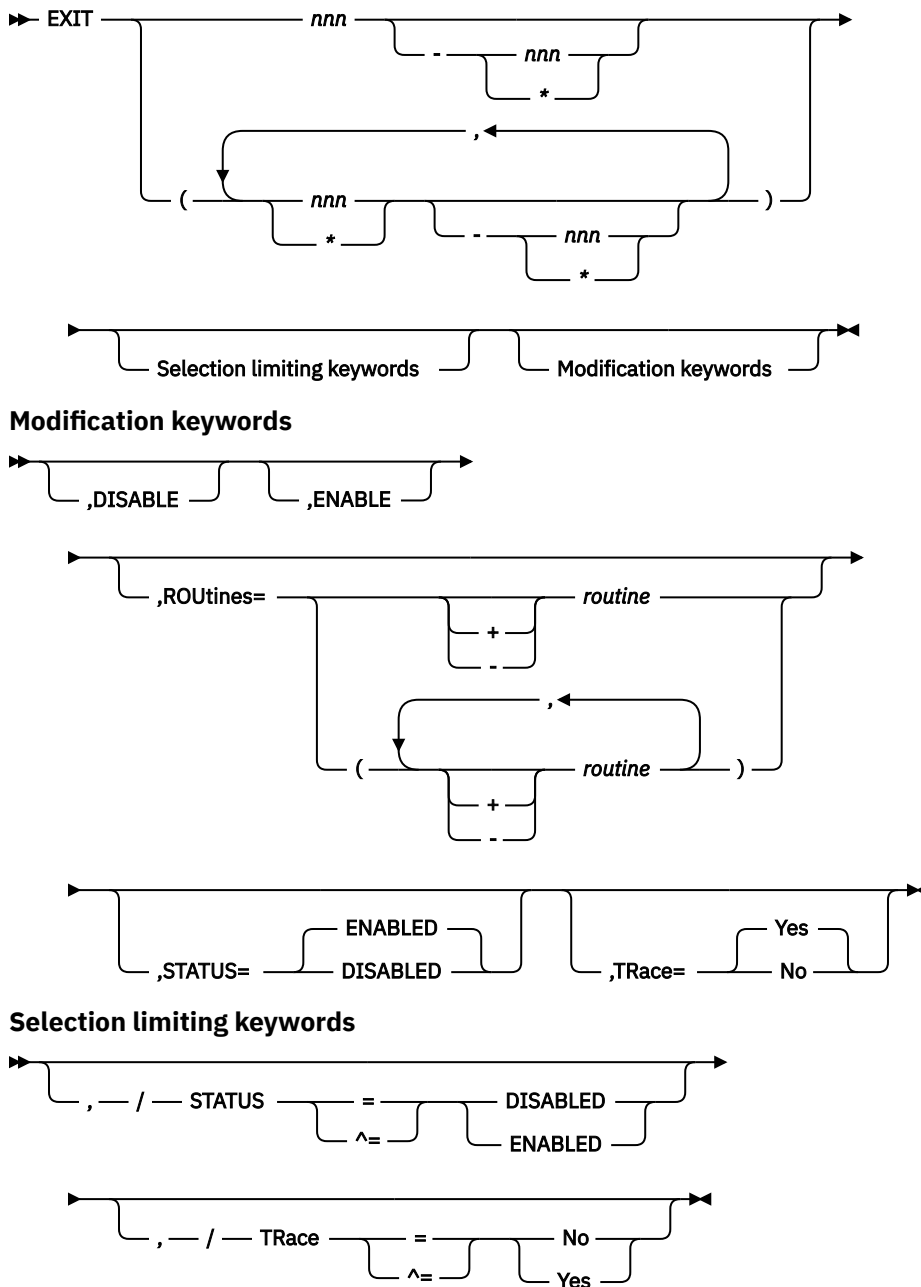 EXIT nnn
- nnn
*
,
( nnn - nnn )
* *
Selection limiting keywords Modification keywords
Modification keywords
,DISABLE ,ENABLE
,ROUtines= routine
+
-
,
( routine )
+
-
ENABLED Yes
,STATUS= DISABLED ,TRace= No
Selection limiting keywords
, / STATUS = DISABLED
^= ENABLED
, / TRace = No
^= Yes